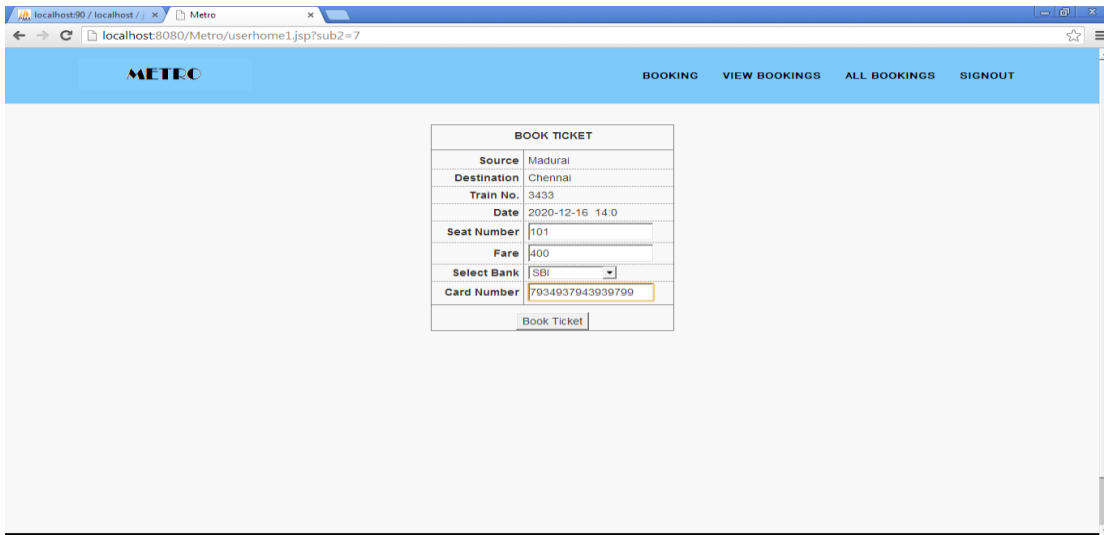 localhost:90 / localhost / j
Metro
localhost:8080/Metro/userhome1.jsp?sub2=7
METRO
BOOKING VIEW BOOKINGS ALL BOOKINGS SIGNOUT
BOOK TICKET
Source Madurai
Destination Chennai
Train No. 3433
Date 2020-12-16 14:0
Seat Number 101
Fare 400
Select Bank SBI
Card Number 7934937943939799
Book Ticket